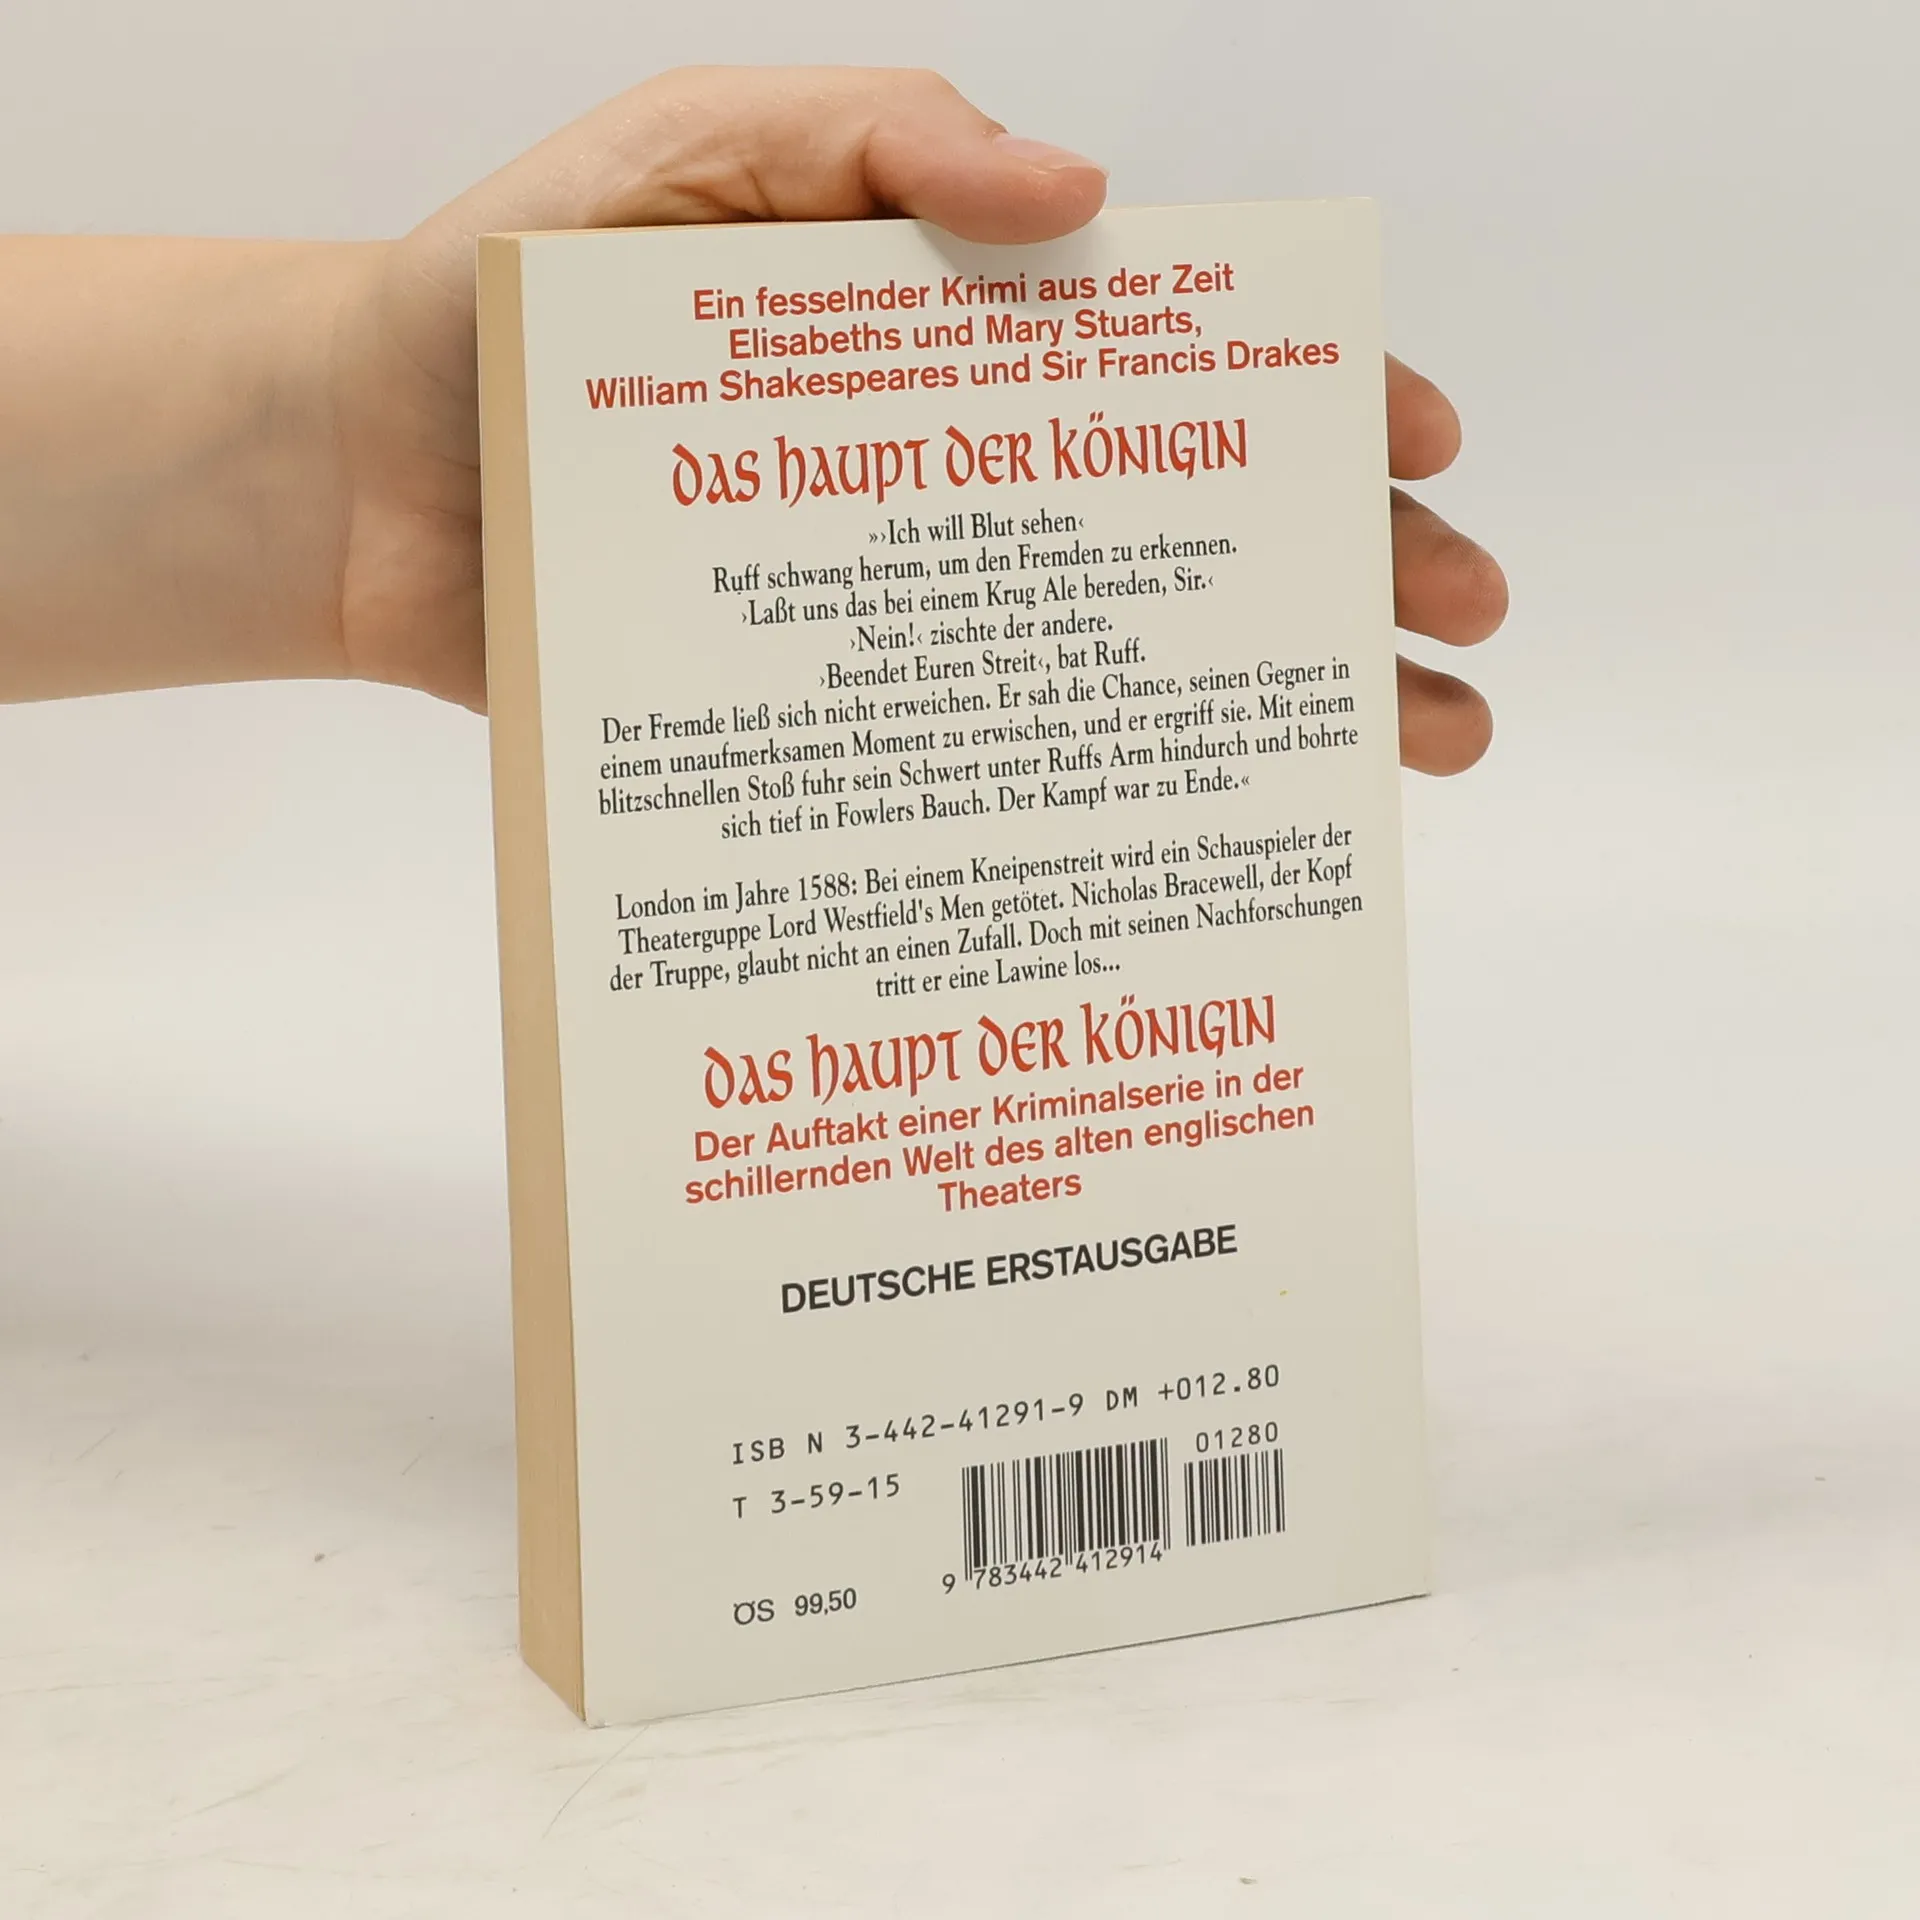 Ein fesselnder Krimi aus der Zeit
Elisabeths und Mary Stuarts,
William Shakespeares und Sir Francis Drakes
DAS HAUPT DER KÖNIGIN
»›Ich will Blut sehen‹
Ruff schwang herum, um den Fremden zu erkennen.
›Laßt uns das bei einem Krug Ale bereden, Sir.‹
›Nein!‹ zischte der andere.
›Beendet Euren Streit‹, bat Ruff.
Der Fremde ließ sich nicht erweichen. Er sah die Chance, seinen Gegner in
einem unaufmerksamen Moment zu erwischen, und er ergriff sie. Mit einem
blitzschnellen Stoß fuhr sein Schwert unter Ruffs Arm hindurch und bohrte
sich tief in Fowlers Bauch. Der Kampf war zu Ende.«
London im Jahre 1588: Bei einem Kneipenstreit wird ein Schauspieler der
Theaterguppe Lord Westfield's Men getötet. Nicholas Bracewell, der Kopf
der Truppe, glaubt nicht an einen Zufall. Doch mit seinen Nachforschungen
tritt er eine Lawine los...
DAS HAUPT DER KÖNIGIN
Der Auftakt einer Kriminalserie in der
schillernden Welt des alten englischen
Theaters
DEUTSCHE ERSTAUSGABE
ISB N 3-442-41291-9 DM +012.80
T 3-59-15
01280
9 783442 412914
ÖS 99,50